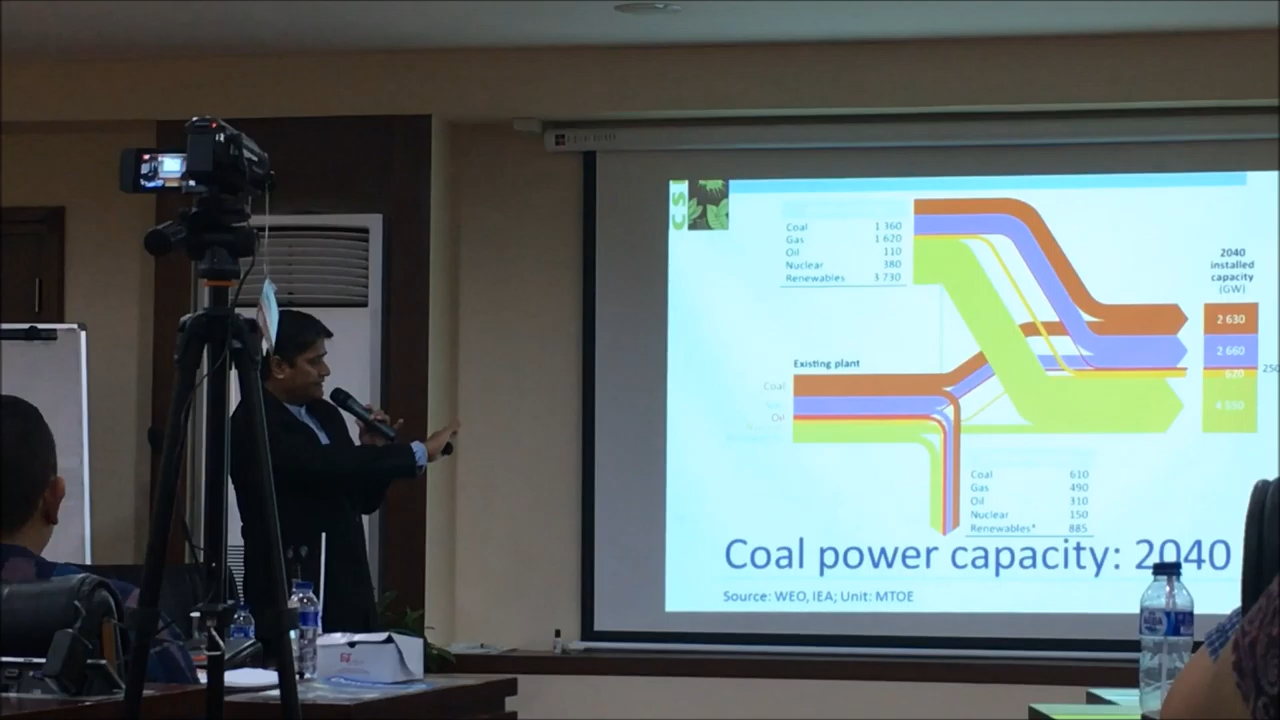 CSI
Coal 1 360
Gas 1 620
Oil 110
Nuclear 380
Renewables 3 730
2040
installed
capacity
(GW)
2 630
2 660
620
250
Existing plant
Coal
Oil
Coal 610
Gas 490
Oil 310
Nuclear 150
Renewables* 885
Coal power capacity: 2040
Source: WEO, IEA; Unit: MTOE